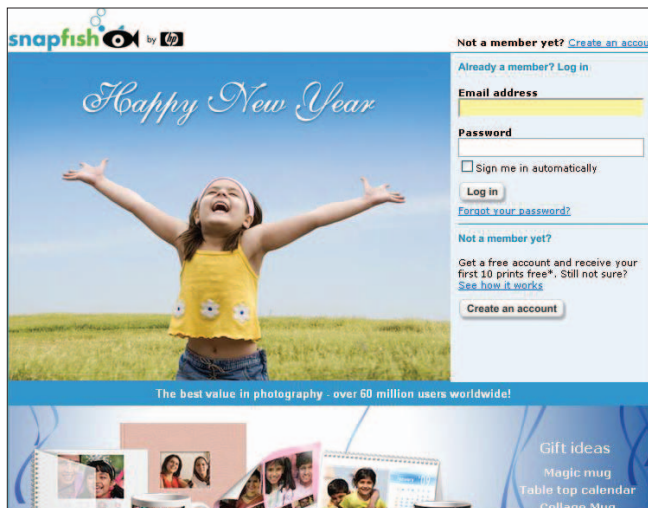 snapfish by hp
Not a member yet? Create an accou
Happy New Year
Already a member? Log in
Email address
Password
Sign me in automatically
Log in
Forgot your password?
Not a member yet?
Get a free account and receive your
first 10 prints free*. Still not sure?
See how it works
Create an account
The best value in photography - over 60 million users worldwide!
Gift ideas
Magic mug
Table top calendar
Collage Mug